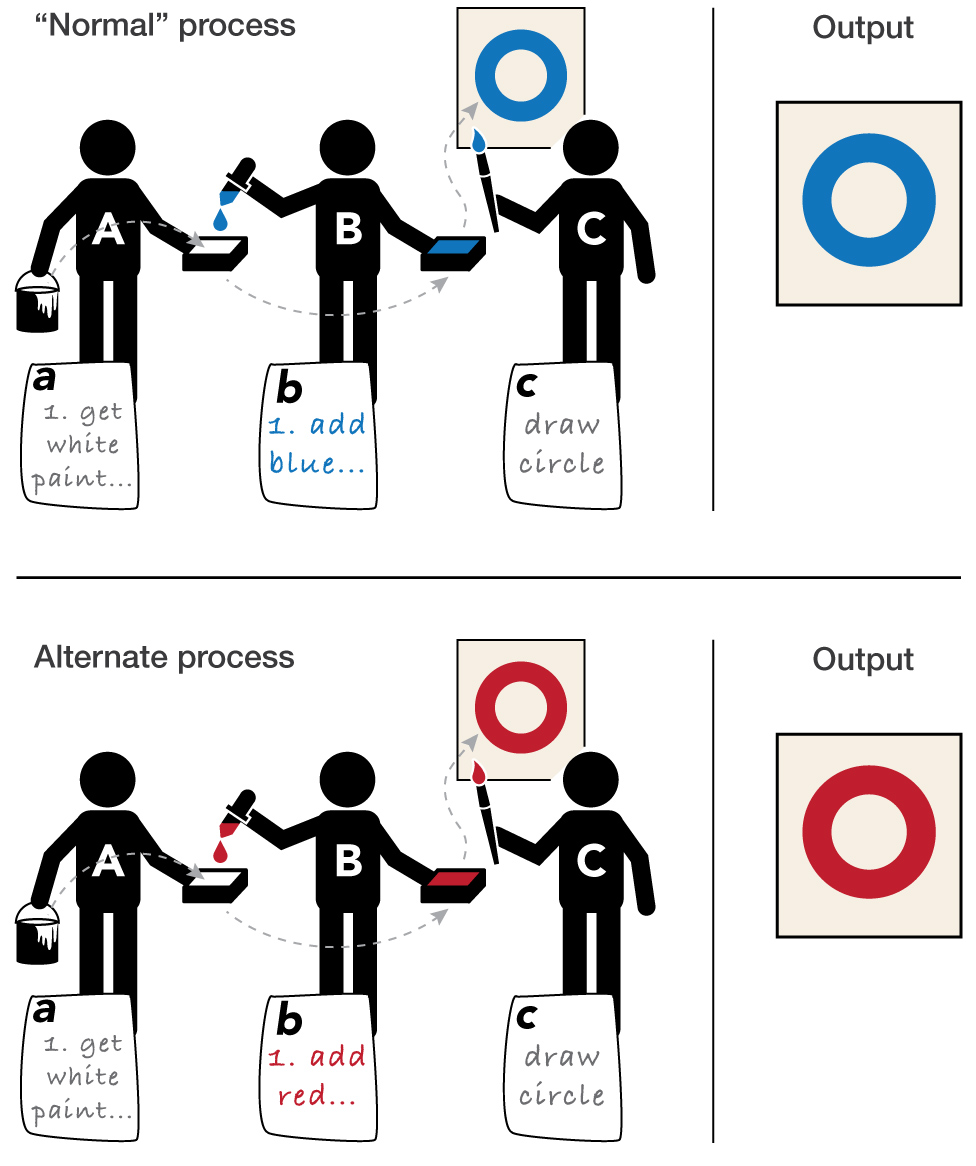 “Normal” process
Output
A
B
C
a
1. get
white
paint...
b
1. add
blue...
c
draw
circle
Alternate process
Output
A
B
C
a
1. get
white
paint...
b
1. add
red...
c
draw
circle